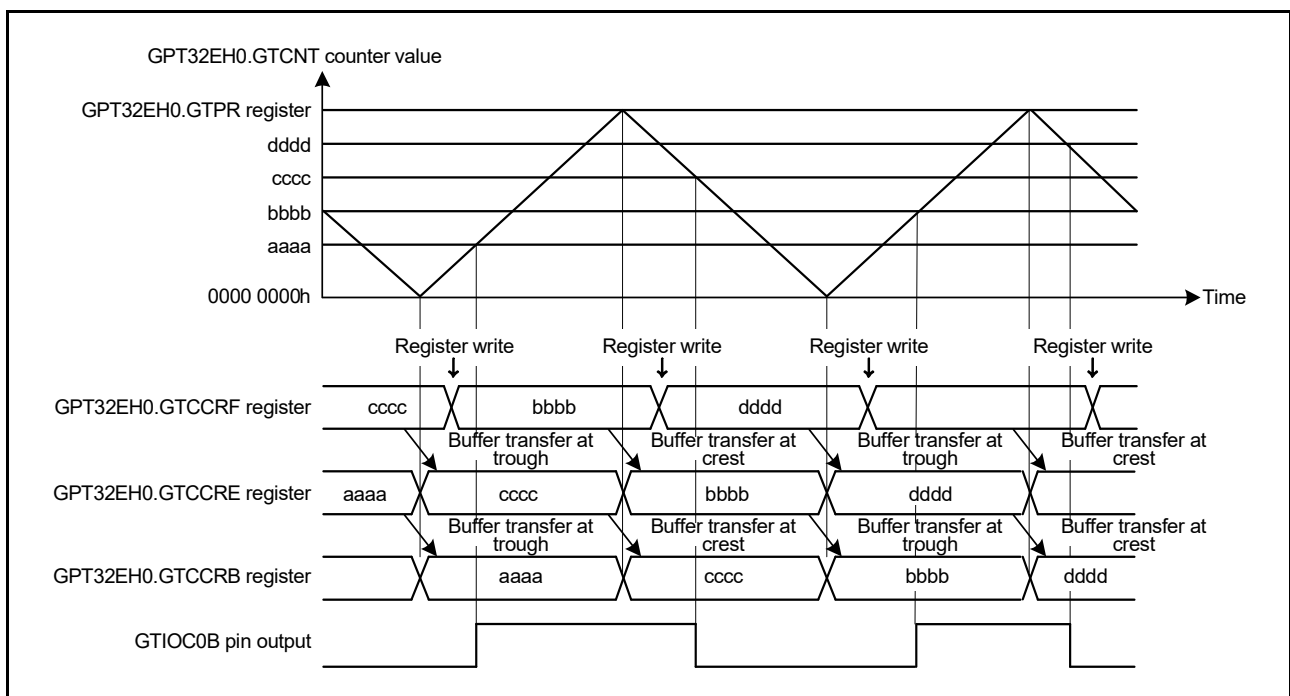 GPT32EH0.GTCNT counter value
GPT32EH0.GTPR register
dddd
cccc
bbbb
aaaa
0000 0000h
Time
Register write Register write Register write Register write
GPT32EH0.GTCCRF register cccc bbbb dddd
Buffer transfer at Buffer transfer at Buffer transfer at Buffer transfer at
trough crest trough crest
GPT32EH0.GTCCRE register aaaa cccc bbbb dddd
Buffer transfer at Buffer transfer at Buffer transfer at Buffer transfer at
trough crest trough crest
GPT32EH0.GTCCRB register aaaa cccc bbbb dddd
GTIOC0B pin output